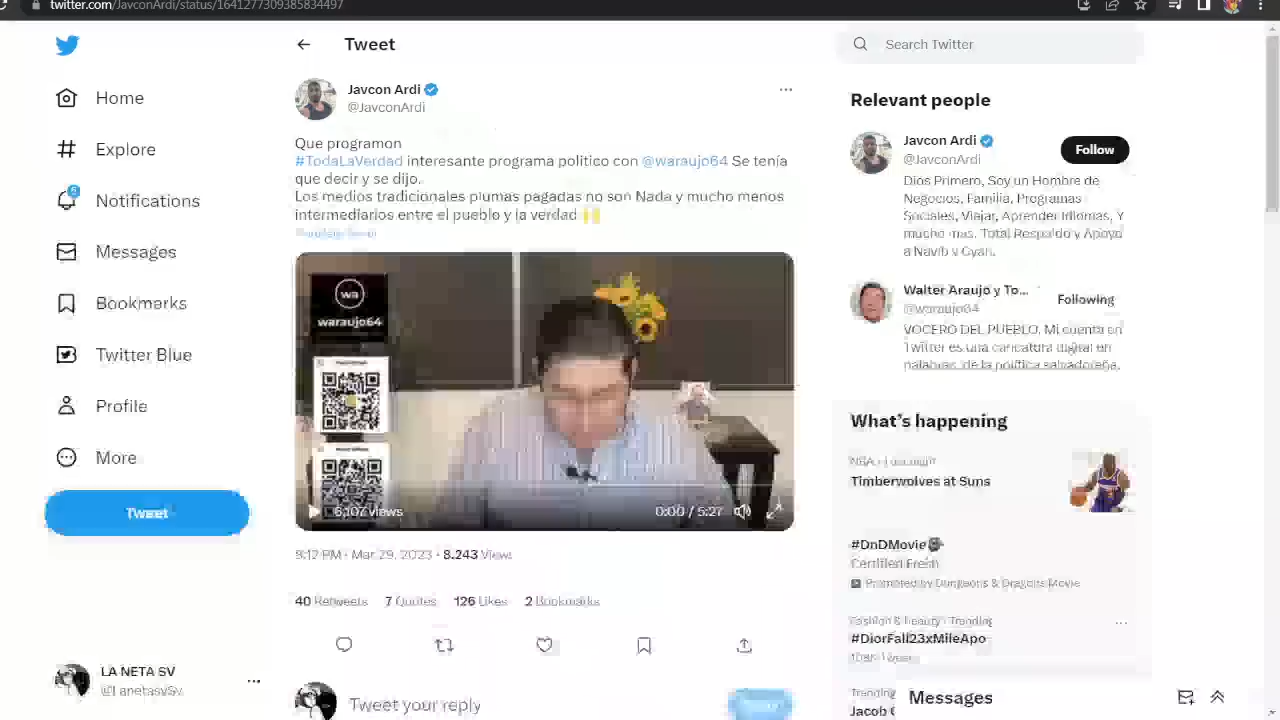 twitter.com/JavconArdi/status/1641277309385834497
Home
Explore
Notifications
Messages
Bookmarks
Twitter Blue
Profile
More
Tweet
LA NETA SV
@LanetasvSv
Tweet
Javcon Ardi
@JavconArdi
Que programon
#TodaLaVerdad interesante programa politico con @waraujo64 Se tenía
que decir y se dijo.
Los medios tradicionales plumas pagadas no son Nada y mucho menos
intermediarios entre el pueblo y la verdad
wa
waraujo64
6,107 views
0:00 / 5:27
9:12 PM · Mar 29, 2023 · 8,243 Views
40 Retweets 7 Quotes 126 Likes 2 Bookmarks
Tweet your reply
Search Twitter
Relevant people
Javcon Ardi
@JavconArdi
Follow
Dios Primero, Soy un Hombre de
Negocios, Familia, Programas
Sociales, Viajar, Aprender Idiomas, Y
mucho mas. Total Respaldo y Apoyo
a Nayib y Cyan.
Walter Araujo y To...
@waraujo64
Following
VOCERO DEL PUEBLO, Mi cuenta en
Twitter es una caricatura digital en
palabras, de la política salvadoreña.
What's happening
Timberwolves at Suns
#DnDMovie
Certified Fresh
Promoted by Dungeons & Dragons Movie
Fashion & beauty · Trending
#DiorFall23xMileApo
Trending
Jacob
Messages